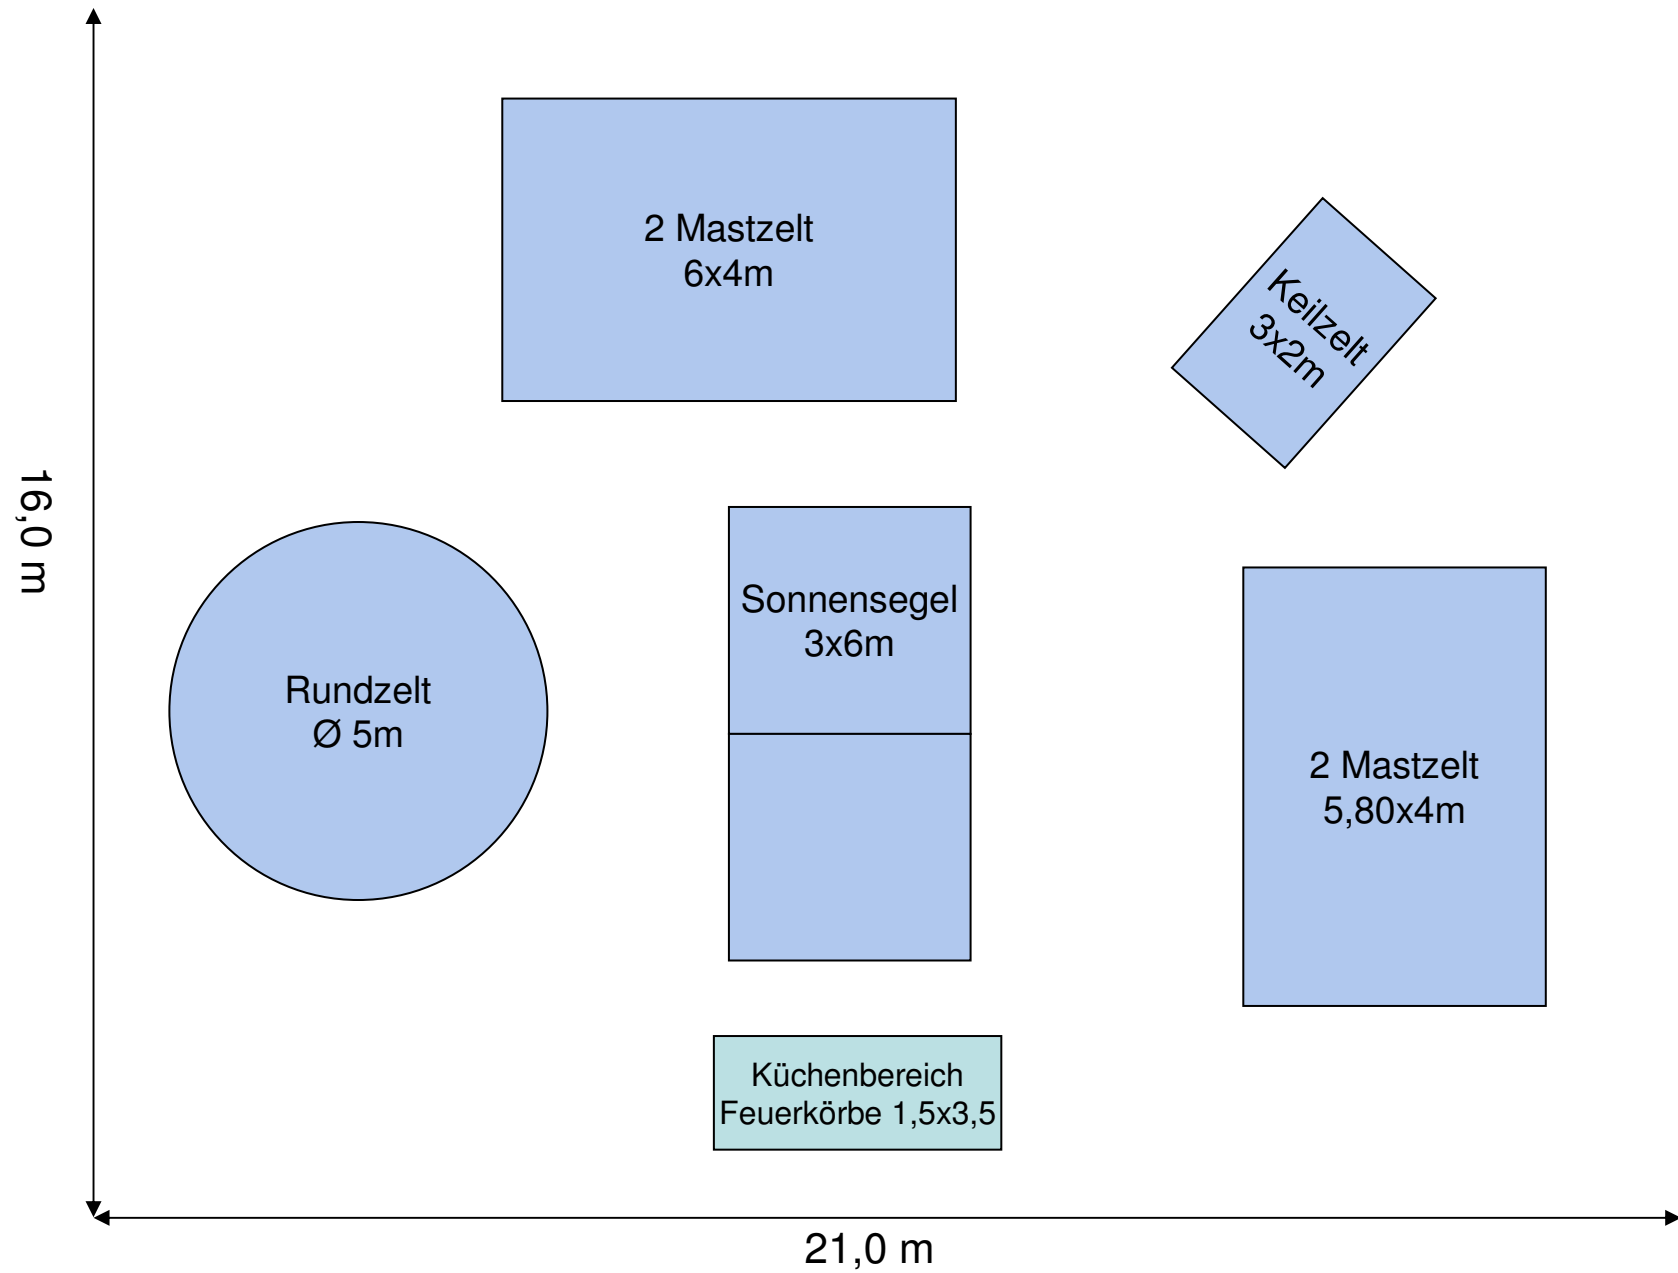 2 Mastzelt
6x4m
Keilzelt
3x2m
16,0 m
Sonnensegel
3x6m
Rundzelt
Ø 5m
2 Mastzelt
5,80x4m
Küchenbereich
Feuerkörbe 1,5x3,5
21,0 m